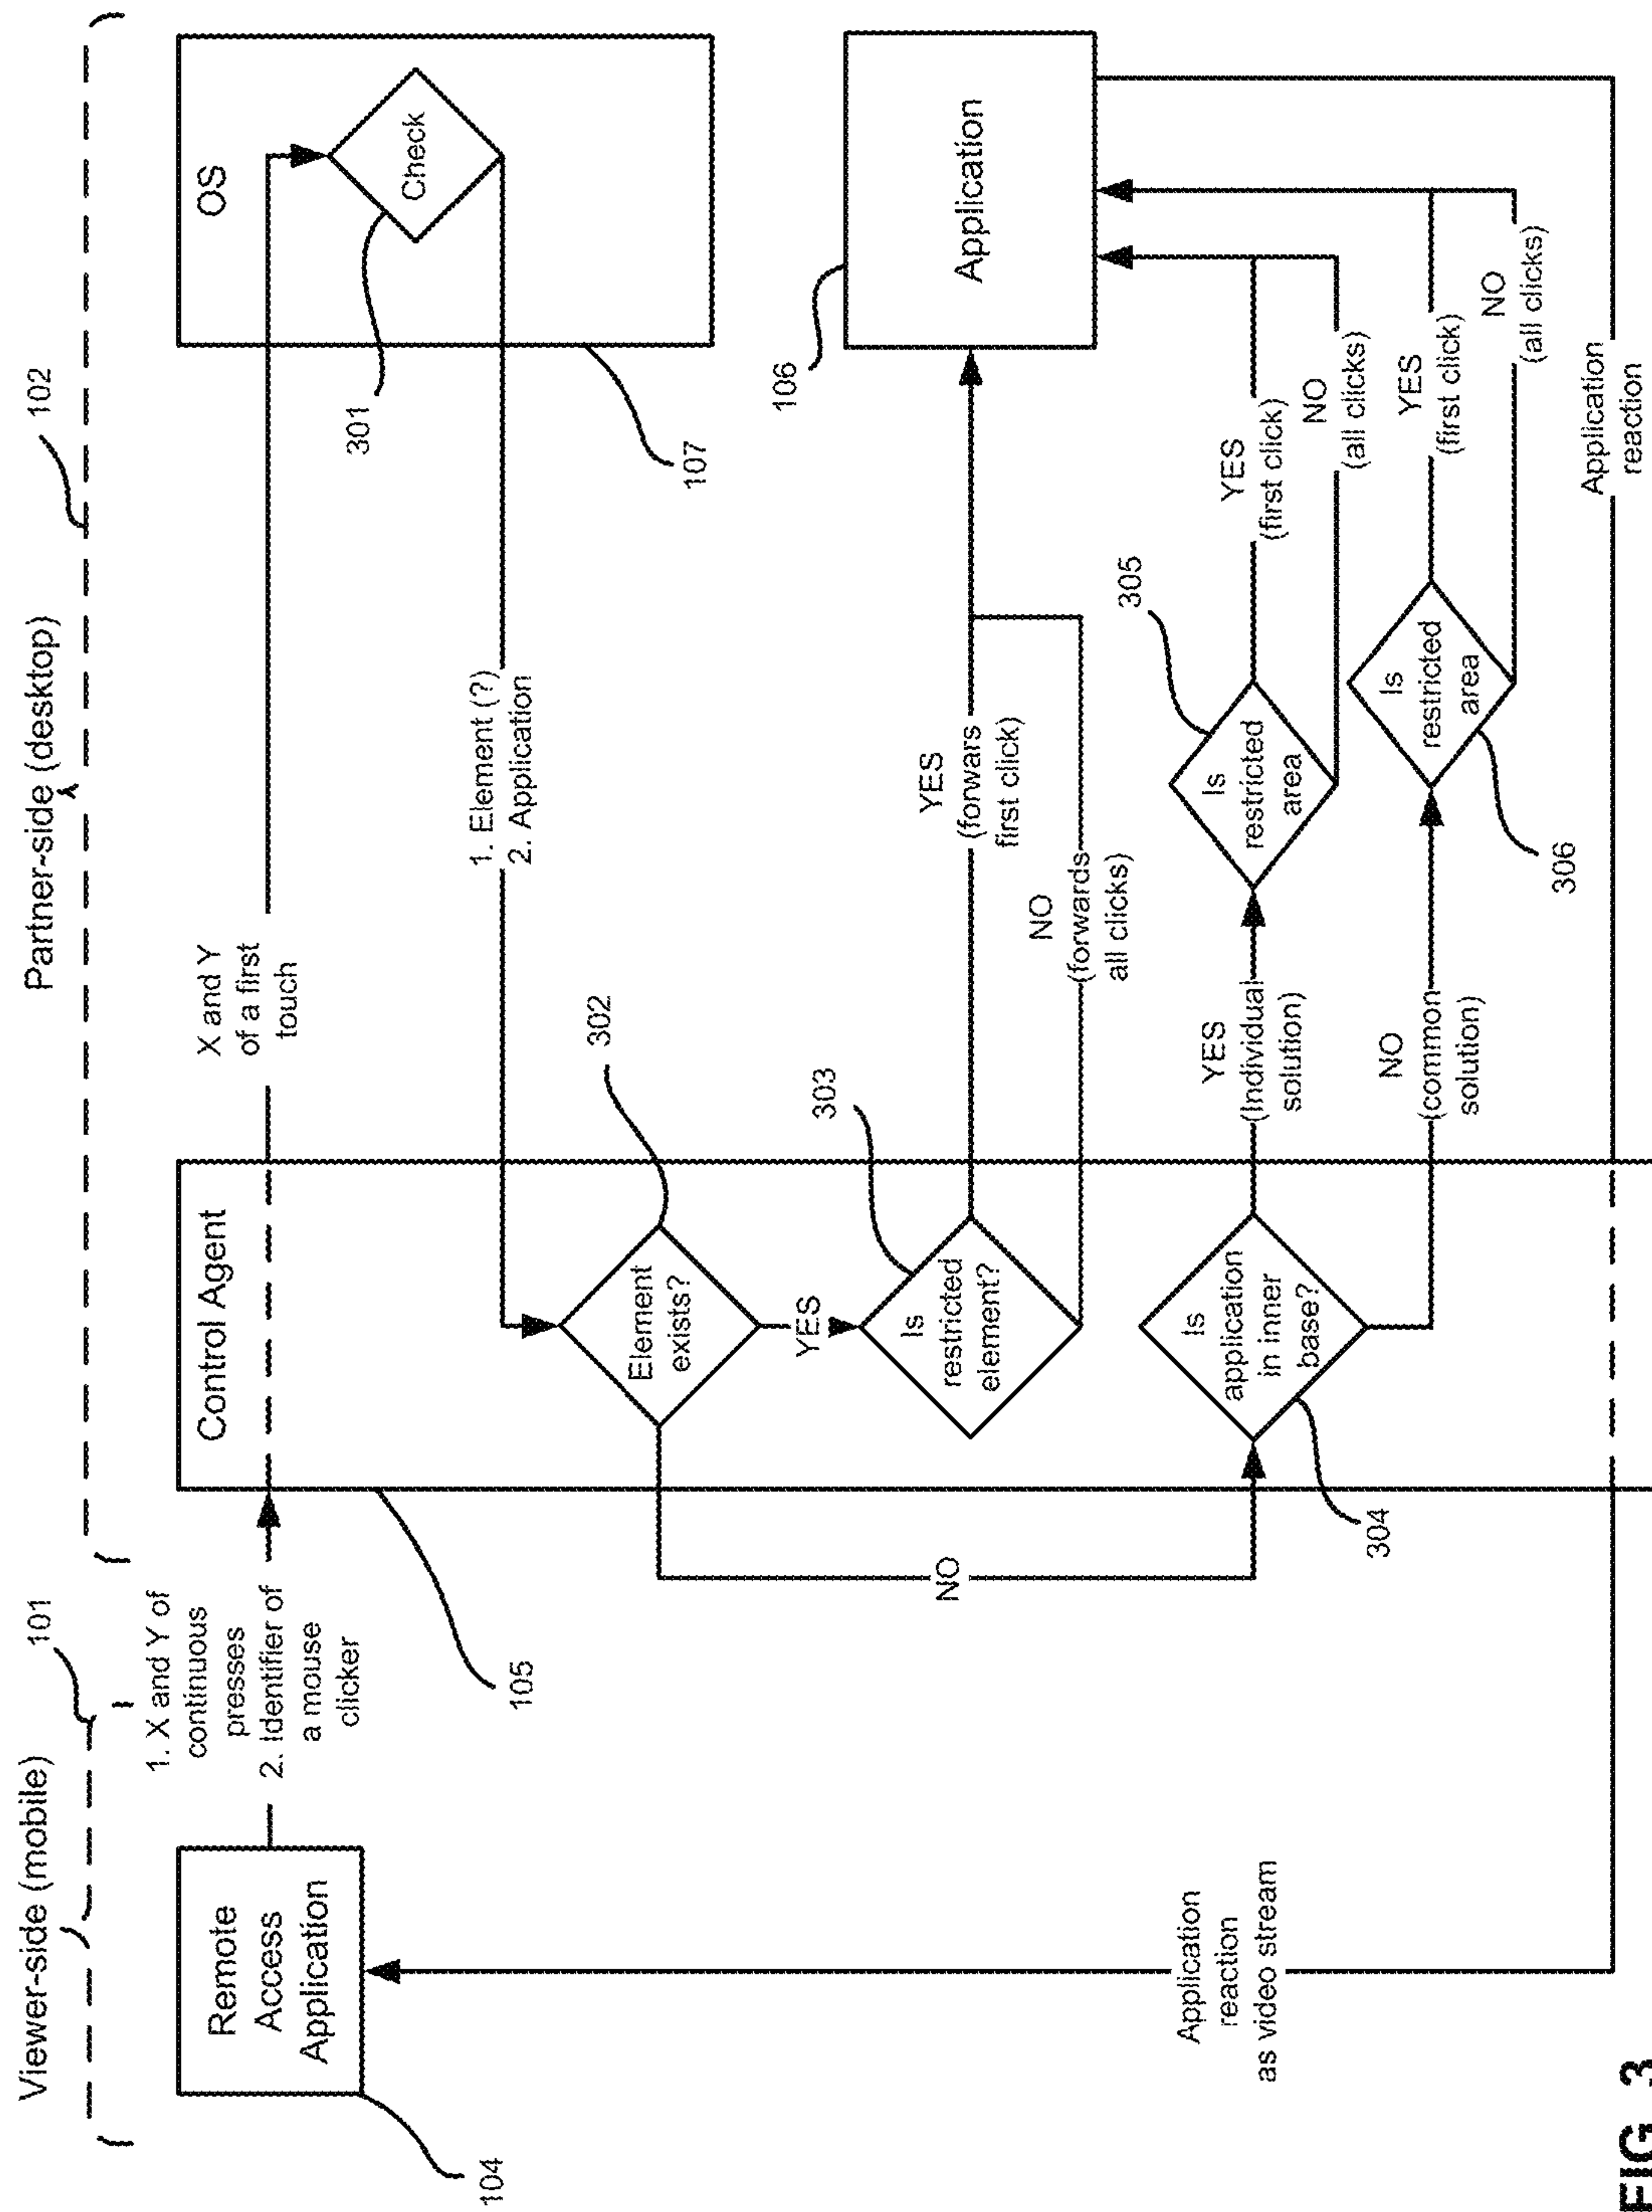 Viewer-side (mobile)
101
Partner-side (desktop)
102
Remote
Access
Application
104
1. X and Y of
continuous
presses
2. Identifier of
a mouse
clicker
Control Agent
105
X and Y
of a first
touch
OS
Check
301
107
1. Element (?)
2. Application
Element
exists?
302
YES
NO
Is
restricted
element?
303
YES
(forwars
first click)
NO
(forwards
all clicks)
Application
106
Is
application
in inner
base?
304
YES
(Individual
solution)
NO
(common
solution)
Is
restricted
area
305
YES
(first click)
NO
(all clicks)
Is
restricted
area
306
YES
(first click)
NO
(all clicks)
Application
reaction
Application
reaction
as video stream
FIG. 3